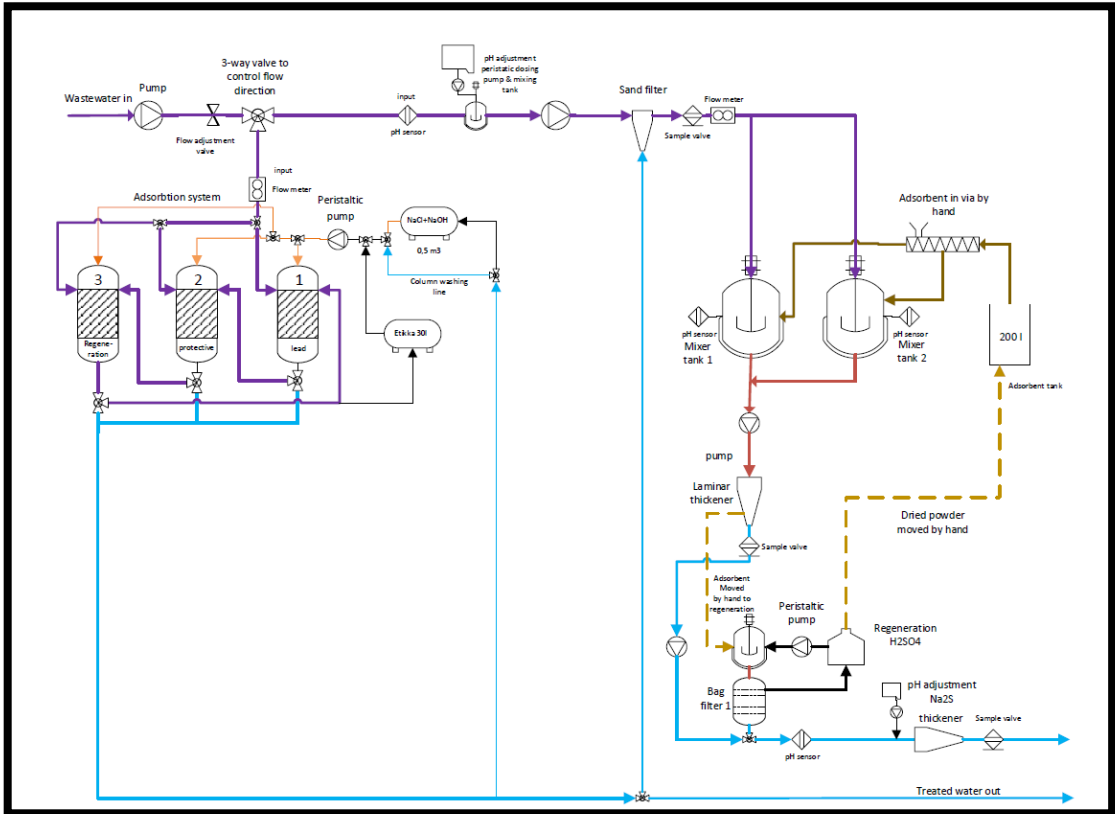 3-way valve to
control flow
direction
Pump
Wastewater in
Flow adjustment
valve
input
pH sensor
pH adjustment
peristatic dosing
pump & mixing
tank
Sand filter
Sample valve
Flow meter
input
Flow meter
Adsorbtion system
Peristaltic
pump
NaCl+NaOH
0,5 m3
Column washing
line
Etikka 30l
3
2
1
Regene-
ration
protective
lead
Adsorbent in via by
hand
pH sensor
Mixer
tank 1
pH sensor
Mixer
tank 2
200 l
Adsorbent tank
pump
Laminar
thickener
Sample valve
Dried powder
moved by hand
Adsorbent
Moved
by hand to
regeneration
Peristaltic
pump
Regeneration
H2SO4
Bag
filter 1
pH adjustment
Na2S
thickener
Sample valve
pH sensor
Treated water out